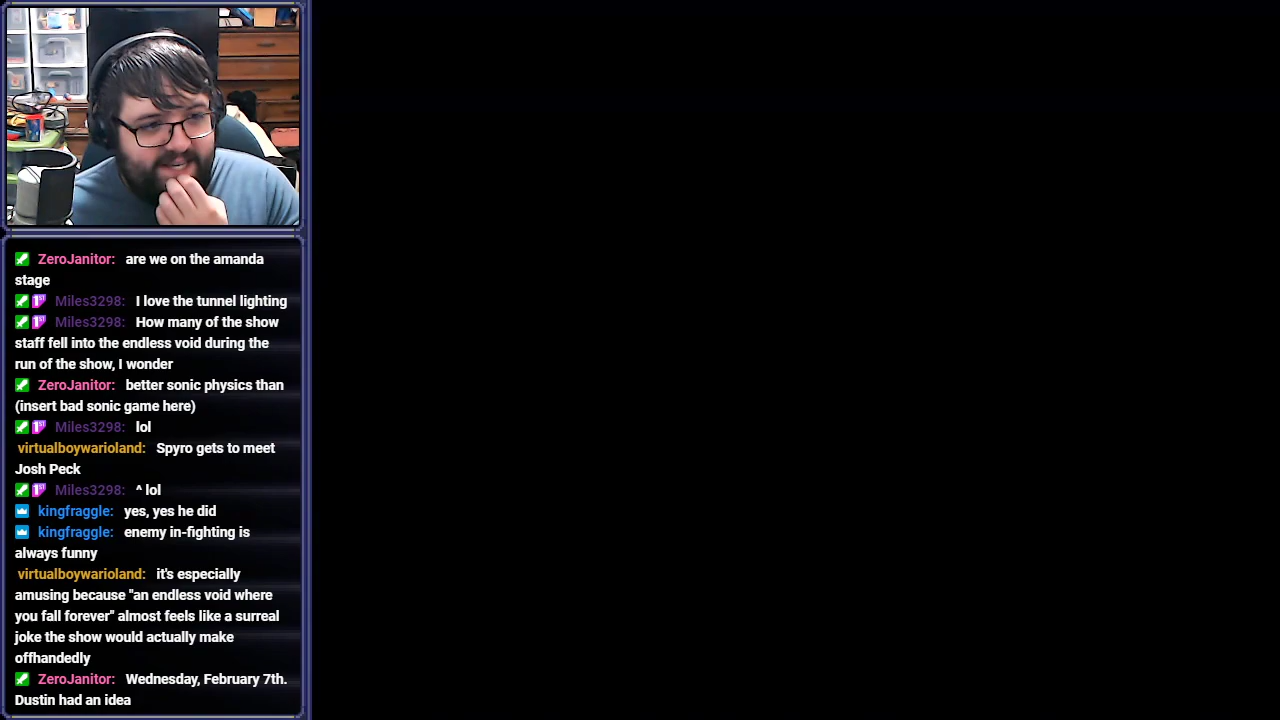 ZeroJanitor: are we on the amanda
stage
Miles3298: I love the tunnel lighting
Miles3298: How many of the show
staff fell into the endless void during the
run of the show, I wonder
ZeroJanitor: better sonic physics than
(insert bad sonic game here)
Miles3298: lol
virtualboywarioland: Spyro gets to meet
Josh Peck
Miles3298: ^ lol
kingfraggle: yes, yes he did
kingfraggle: enemy in-fighting is
always funny
virtualboywarioland: it's especially
amusing because "an endless void where
you fall forever" almost feels like a surreal
joke the show would actually make
offhandedly
ZeroJanitor: Wednesday, February 7th.
Dustin had an idea